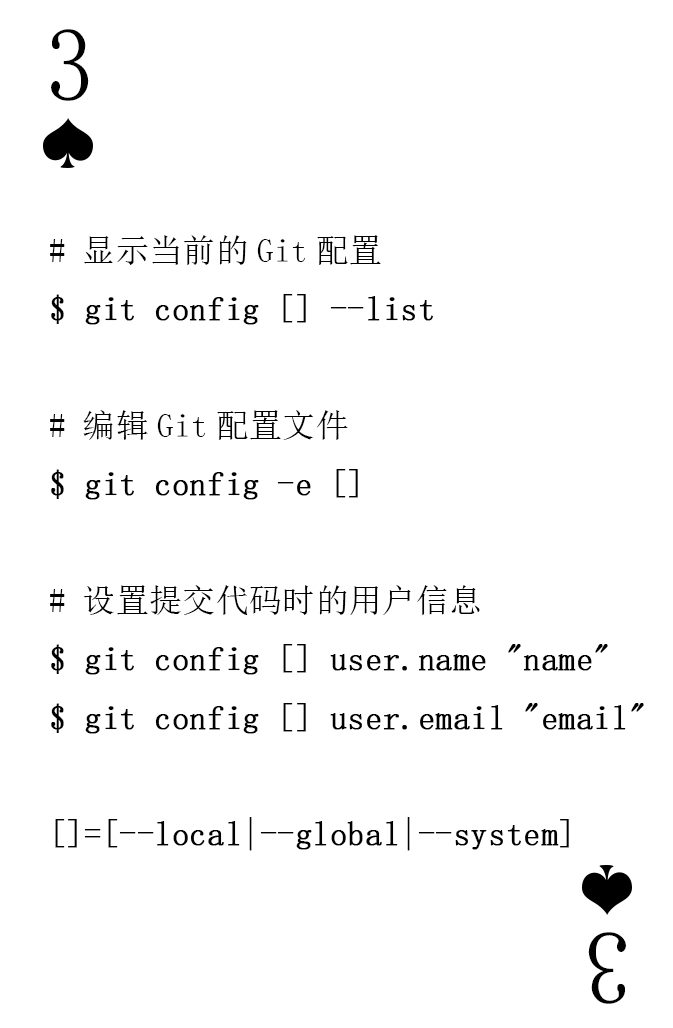 3
# 显示当前的Git配置
$ git config [] --list
# 编辑Git配置文件
$ git config -e []
# 设置提交代码时的用户信息
$ git config [] user.name "name"
$ git config [] user.email "email"
[]=[--local|--global|--system]
3